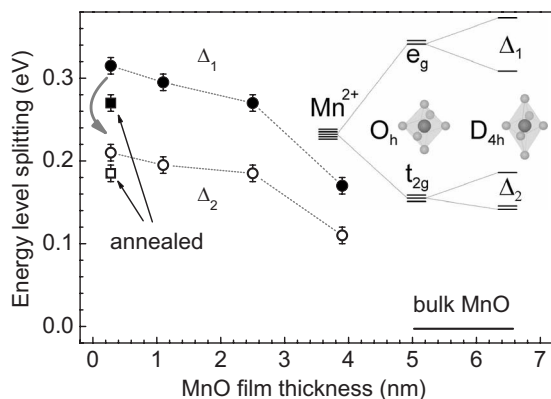 Energy level splitting (eV)
0.3
0.2
0.1
0.0
Δ1
Δ2
annealed
Mn2+
eg
t2g
Oh
D4h
Δ1
Δ2
bulk MnO
0 1 2 3 4 5 6 7
MnO film thickness (nm)